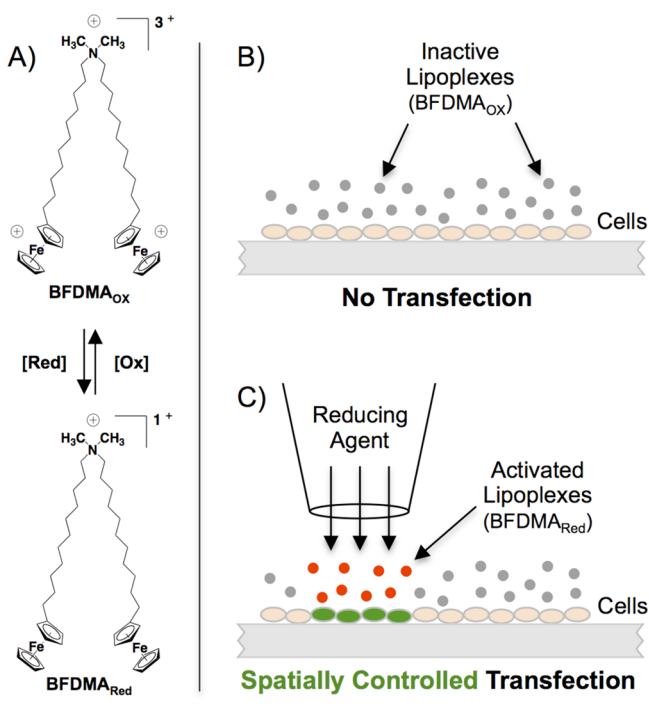 A)
⊕
3 +
H₃C CH₃
N
⊕
⊕
Fe
Fe
BFDMAOX
[Red] [Ox]
⊕
1 +
H₃C CH₃
N
Fe
Fe
BFDMARed
B)
Inactive
Lipoplexes
(BFDMAOX)
Cells
No Transfection
C)
Reducing
Agent
Activated
Lipoplexes
(BFDMARed)
Cells
Spatially Controlled Transfection